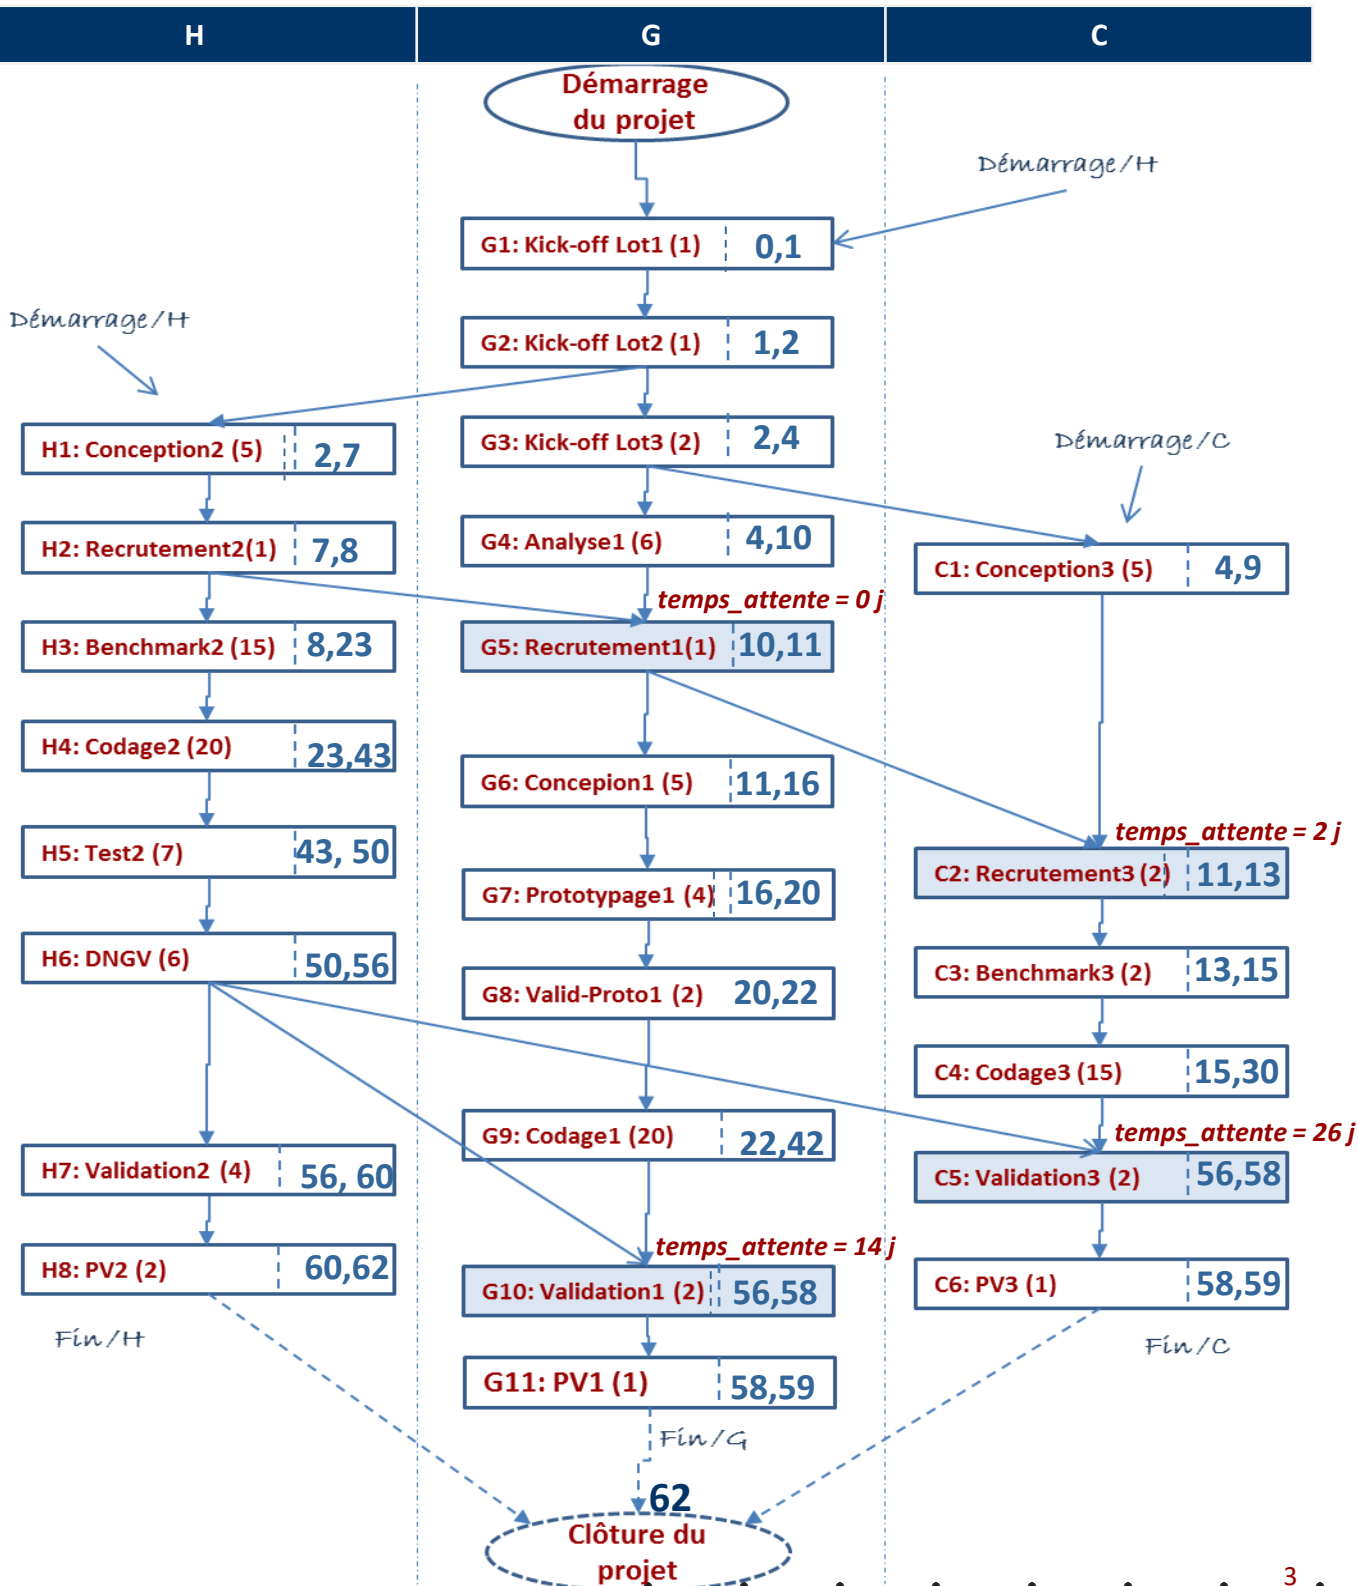 H G C
Démarrage
du projet
Démarrage/H
G1: Kick-off Lot1 (1) 0,1
Démarrage/H
G2: Kick-off Lot2 (1) 1,2
H1: Conception2 (5) 2,7
G3: Kick-off Lot3 (2) 2,4
Démarrage/C
H2: Recrutement2(1) 7,8
G4: Analyse1 (6) 4,10
C1: Conception3 (5) 4,9
temps_attente = 0 j
H3: Benchmark2 (15) 8,23
G5: Recrutement1(1) 10,11
H4: Codage2 (20) 23,43
G6: Concepion1 (5) 11,16
temps_attente = 2 j
H5: Test2 (7) 43, 50
G7: Prototypage1 (4) 16,20
C2: Recrutement3 (2) 11,13
H6: DNGV (6) 50,56
G8: Valid-Proto1 (2) 20,22
C3: Benchmark3 (2) 13,15
C4: Codage3 (15) 15,30
G9: Codage1 (20) 22,42
temps_attente = 26 j
H7: Validation2 (4) 56, 60
C5: Validation3 (2) 56,58
temps_attente = 14 j
H8: PV2 (2) 60,62
G10: Validation1 (2) 56,58
C6: PV3 (1) 58,59
Fin/H
Fin/C
G11: PV1 (1) 58,59
Fin/G
62
Clôture du
projet
3